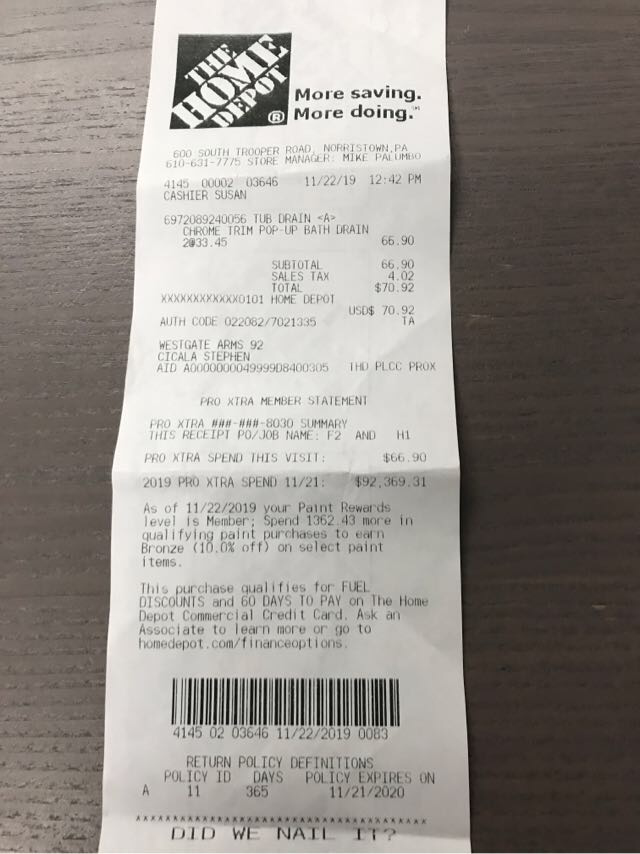 THE
HOME
DEPOT
®
More saving.
More doing.℠
600 SOUTH TROOPER ROAD, NORRISTOWN,PA
610-631-7775 STORE MANAGER: MIKE PALUMBO
4145 00002 03646 11/22/19 12:42 PM
CASHIER SUSAN
6972089240056 TUB DRAIN <A>
CHROME TRIM POP-UP BATH DRAIN
2@33.45 66.90
SUBTOTAL 66.90
SALES TAX 4.02
TOTAL $70.92
XXXXXXXXXXXX0101 HOME DEPOT
USD$ 70.92
AUTH CODE 022082/7021335 TA
WESTGATE ARMS 92
CICALA STEPHEN
AID A0000000049999D8400305 THD PLCC PROX
PRO XTRA MEMBER STATEMENT
PRO XTRA ###-###-8030 SUMMARY
THIS RECEIPT PO/JOB NAME: F2 AND H1
PRO XTRA SPEND THIS VISIT: $66.90
2019 PRO XTRA SPEND 11/21: $92,369.31
As of 11/22/2019 your Paint Rewards
level is Member; Spend 1362.43 more in
qualifying paint purchases to earn
Bronze (10.0% off) on select paint
items.
This purchase qualifies for FUEL
DISCOUNTS and 60 DAYS TO PAY on The Home
Depot Commercial Credit Card. Ask an
Associate to learn more or go to
homedepot.com/financeoptions.
4145 02 03646 11/22/2019 0083
RETURN POLICY DEFINITIONS
POLICY ID DAYS POLICY EXPIRES ON
A 11 365 11/21/2020
DID WE NAIL IT?